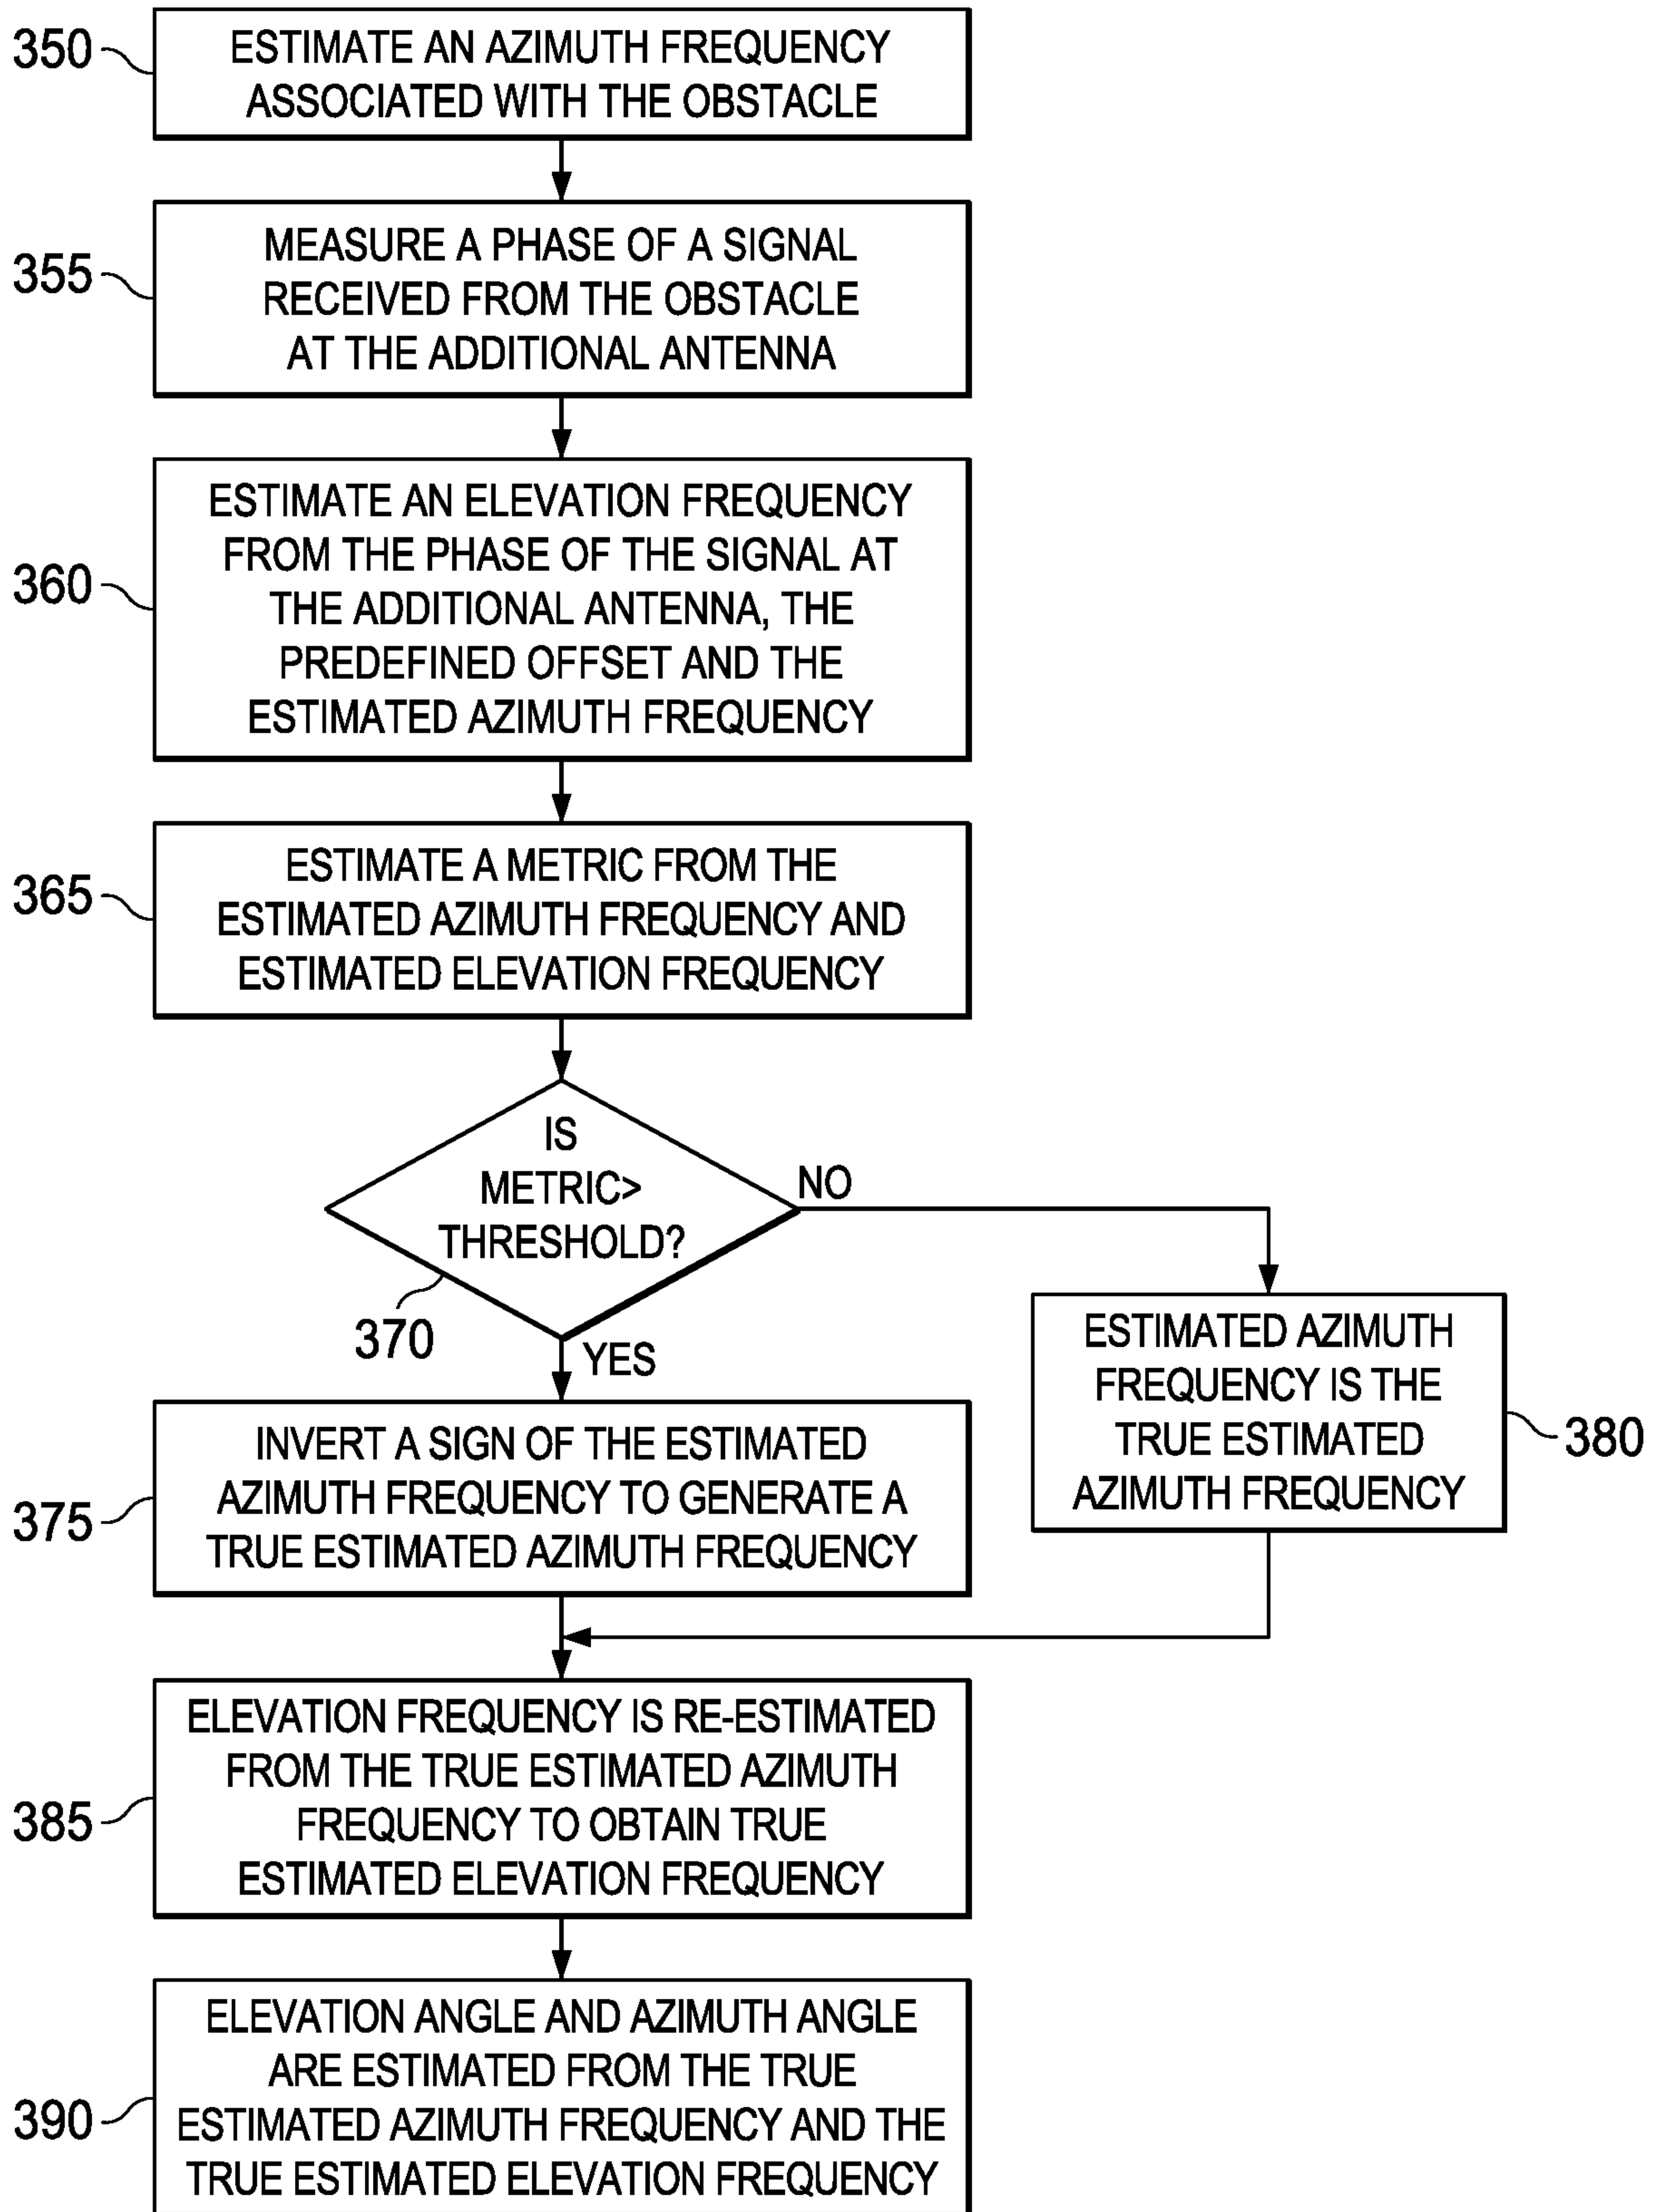 350
ESTIMATE AN AZIMUTH FREQUENCY
ASSOCIATED WITH THE OBSTACLE
355
MEASURE A PHASE OF A SIGNAL
RECEIVED FROM THE OBSTACLE
AT THE ADDITIONAL ANTENNA
360
ESTIMATE AN ELEVATION FREQUENCY
FROM THE PHASE OF THE SIGNAL AT
THE ADDITIONAL ANTENNA, THE
PREDEFINED OFFSET AND THE
ESTIMATED AZIMUTH FREQUENCY
365
ESTIMATE A METRIC FROM THE
ESTIMATED AZIMUTH FREQUENCY AND
ESTIMATED ELEVATION FREQUENCY
IS
METRIC>
THRESHOLD?
370
NO
YES
ESTIMATED AZIMUTH
FREQUENCY IS THE
TRUE ESTIMATED
AZIMUTH FREQUENCY
380
375
INVERT A SIGN OF THE ESTIMATED
AZIMUTH FREQUENCY TO GENERATE A
TRUE ESTIMATED AZIMUTH FREQUENCY
385
ELEVATION FREQUENCY IS RE-ESTIMATED
FROM THE TRUE ESTIMATED AZIMUTH
FREQUENCY TO OBTAIN TRUE
ESTIMATED ELEVATION FREQUENCY
390
ELEVATION ANGLE AND AZIMUTH ANGLE
ARE ESTIMATED FROM THE TRUE
ESTIMATED AZIMUTH FREQUENCY AND THE
TRUE ESTIMATED ELEVATION FREQUENCY